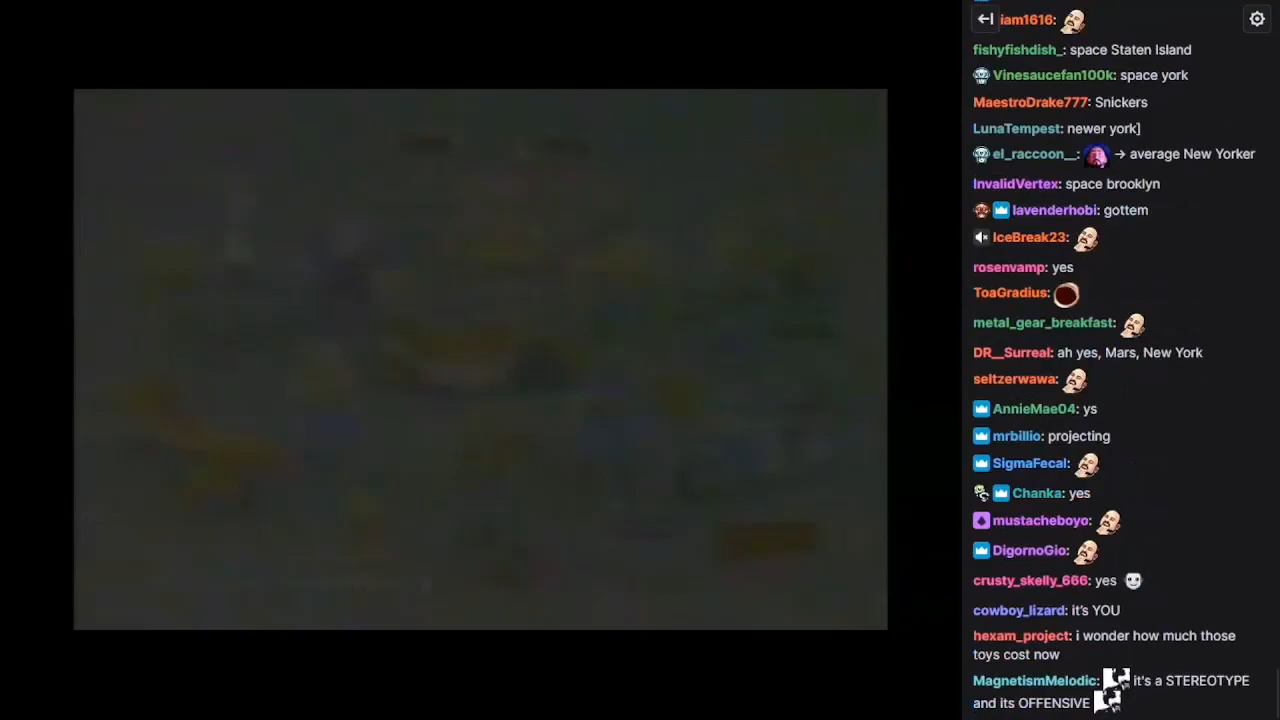 iam1616:
fishyfishdish_: space Staten Island
Vinesaucefan100k: space york
MaestroDrake777: Snickers
LunaTempest: newer york]
el_raccoon__: → average New Yorker
InvalidVertex: space brooklyn
lavenderhobi: gottem
IceBreak23:
rosenvamp: yes
ToaGradius:
metal_gear_breakfast:
DR__Surreal: ah yes, Mars, New York
seltzerwawa:
AnnieMae04: ys
mrbillio: projecting
SigmaFecal:
Chanka: yes
mustacheboyo:
DigornoGio:
crusty_skelly_666: yes
cowboy_lizard: it's YOU
hexam_project: i wonder how much those
toys cost now
MagnetismMelodic: it's a STEREOTYPE
and its OFFENSIVE